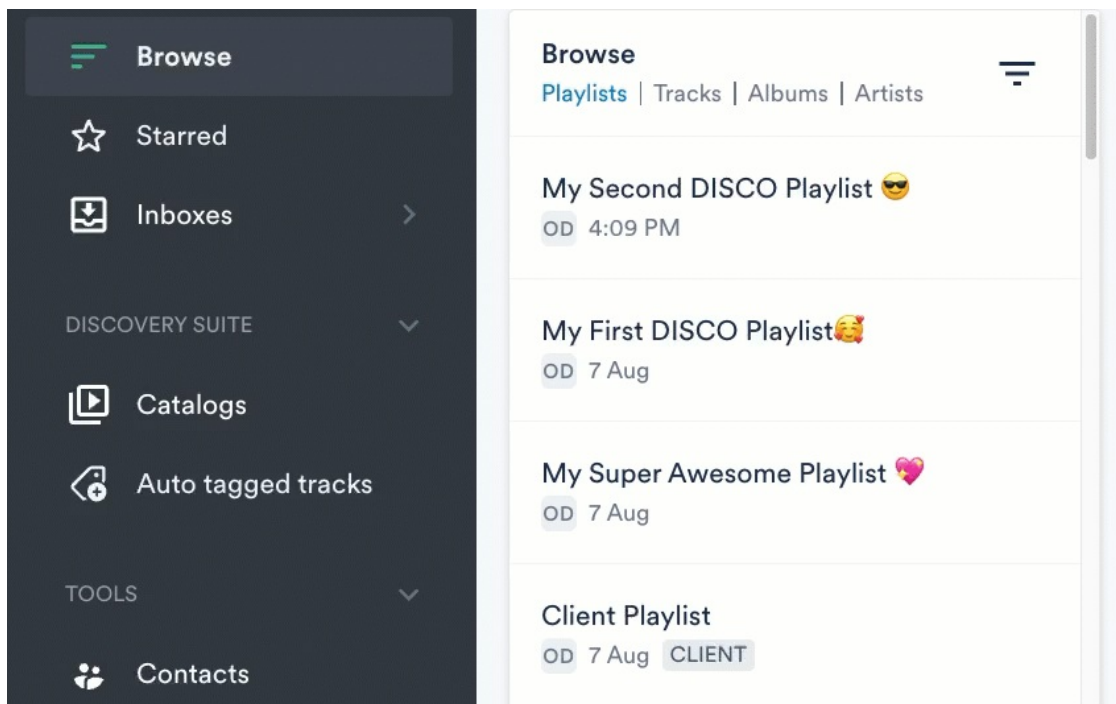 Browse
Starred
Inboxes
DISCOVERY SUITE
Catalogs
Auto tagged tracks
TOOLS
Contacts
Browse
Playlists | Tracks | Albums | Artists
My Second DISCO Playlist 😎
OD 4:09 PM
My First DISCO Playlist🥰
OD 7 Aug
My Super Awesome Playlist 💖
OD 7 Aug
Client Playlist
OD 7 Aug CLIENT